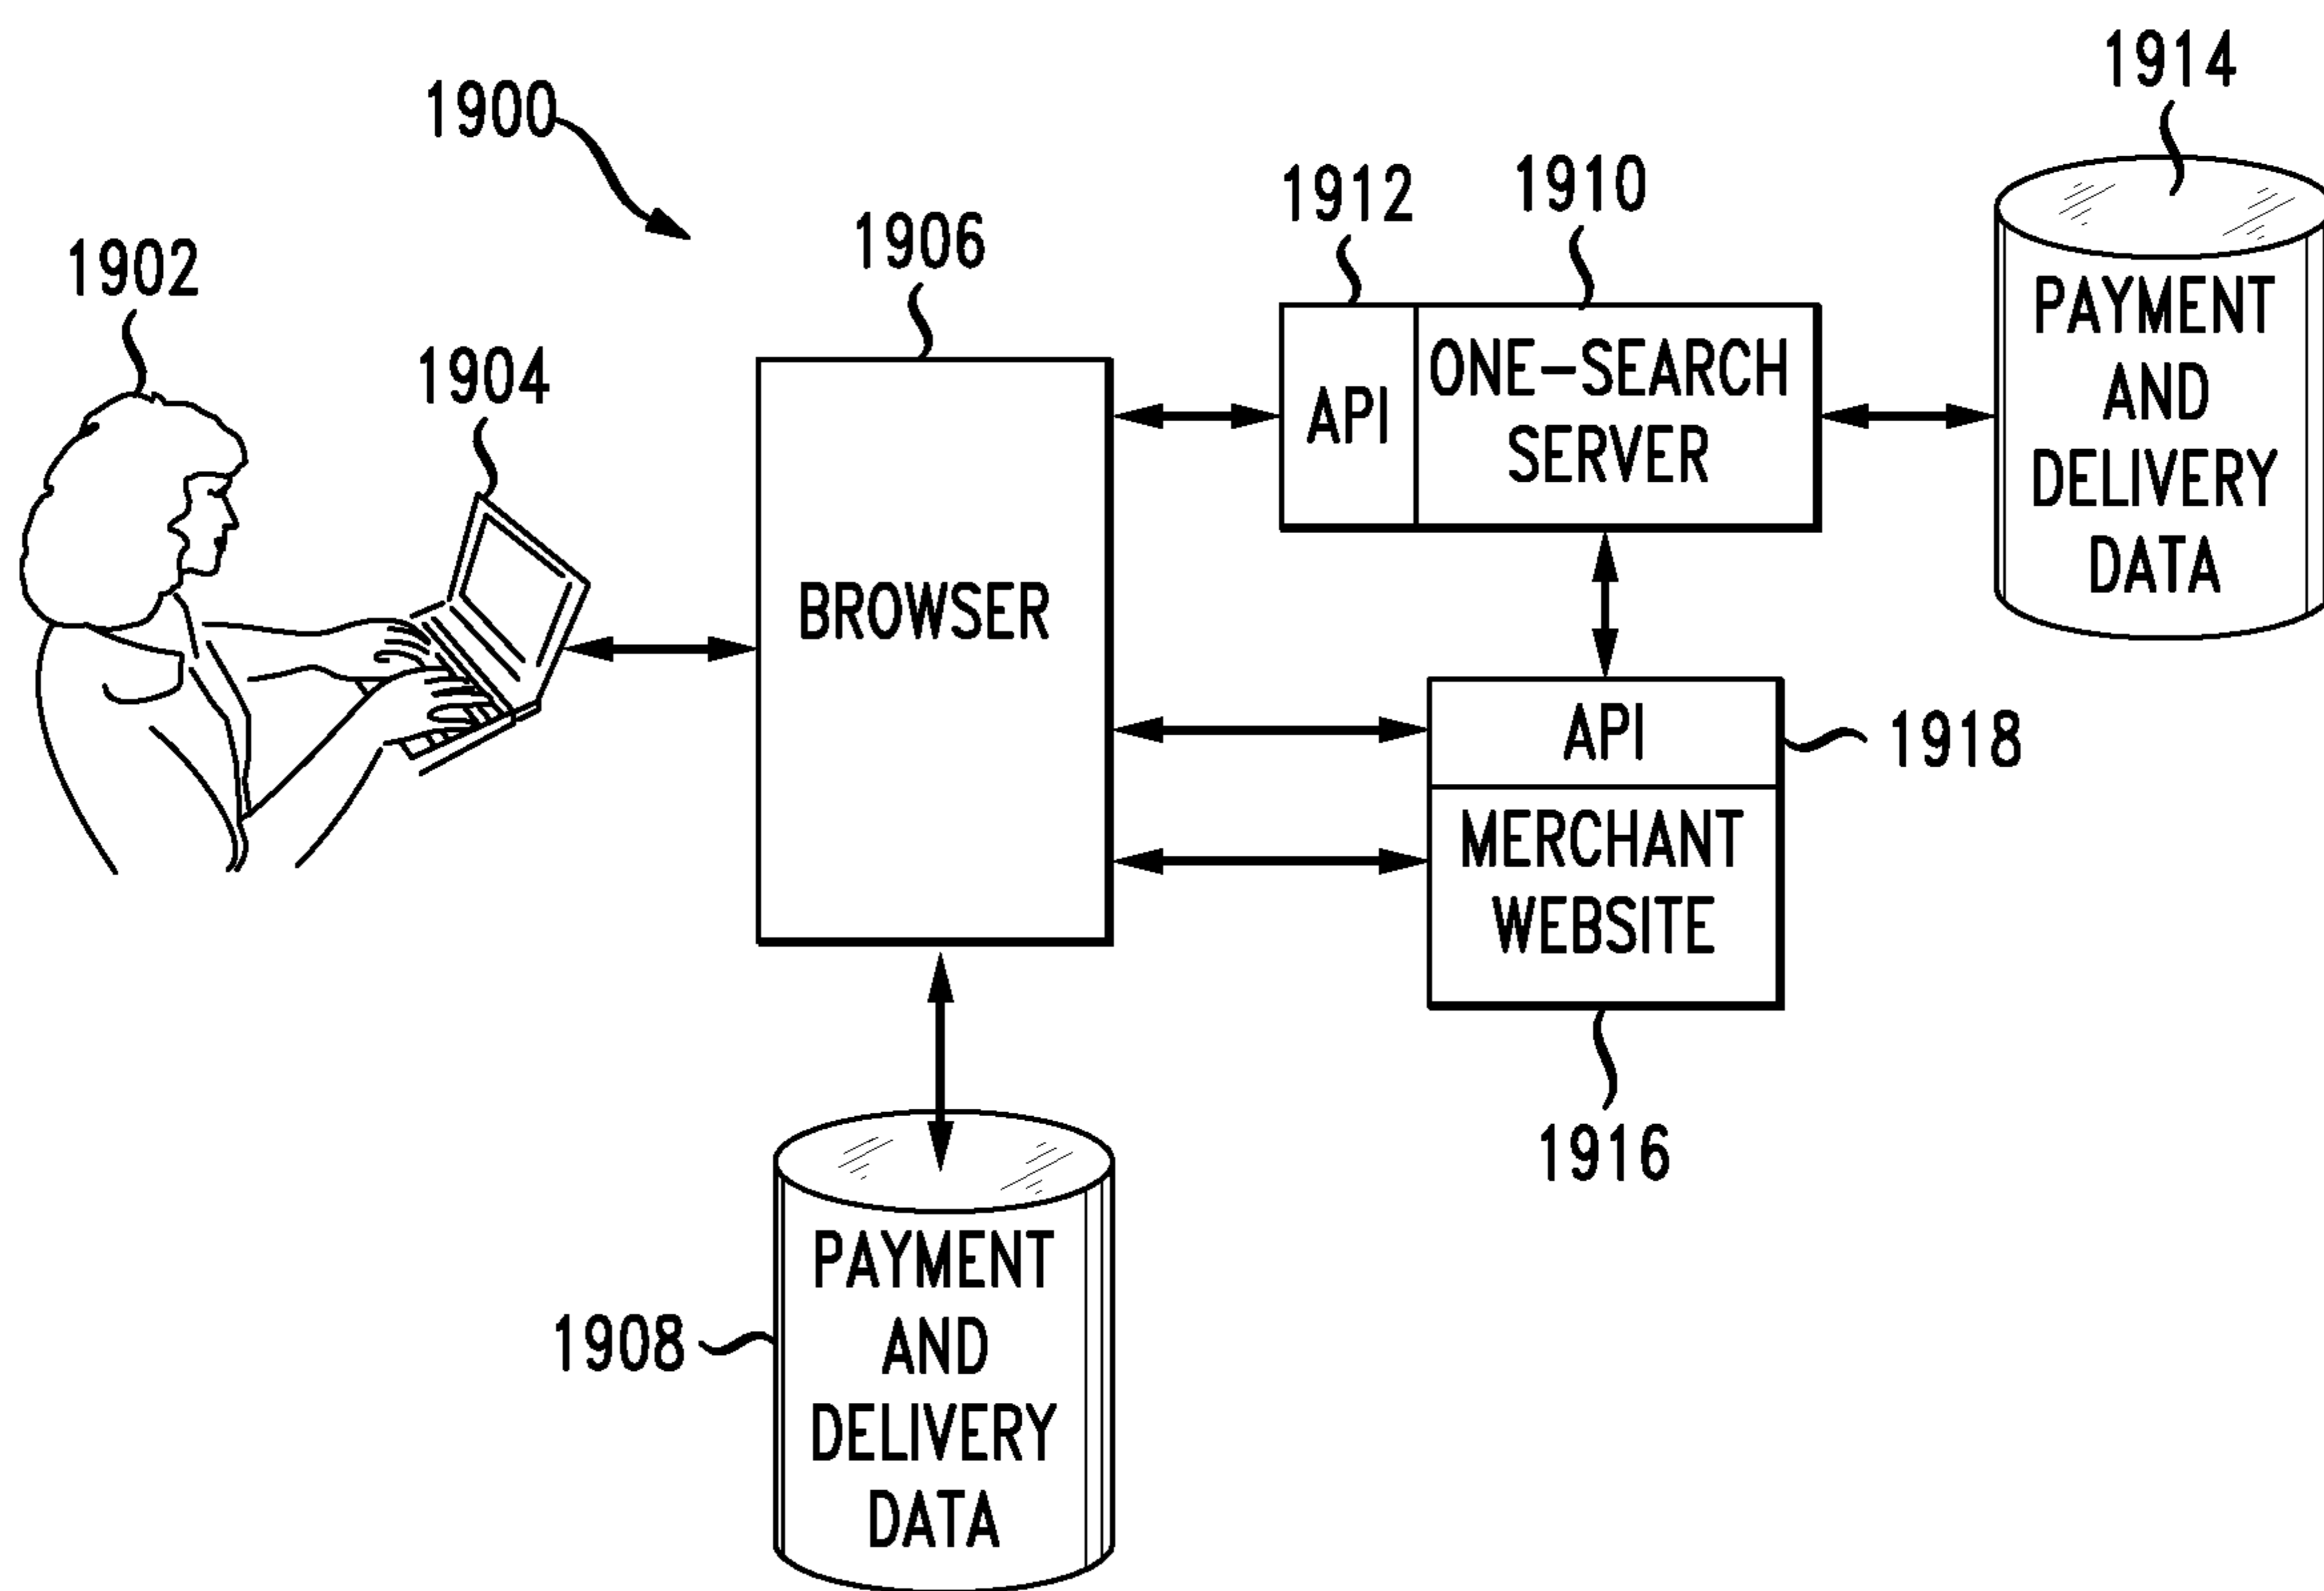 1900
1902
1904
1906
BROWSER
1912
1910
API
ONE-SEARCH
SERVER
1914
PAYMENT
AND
DELIVERY
DATA
API
1918
MERCHANT
WEBSITE
1916
1908
PAYMENT
AND
DELIVERY
DATA